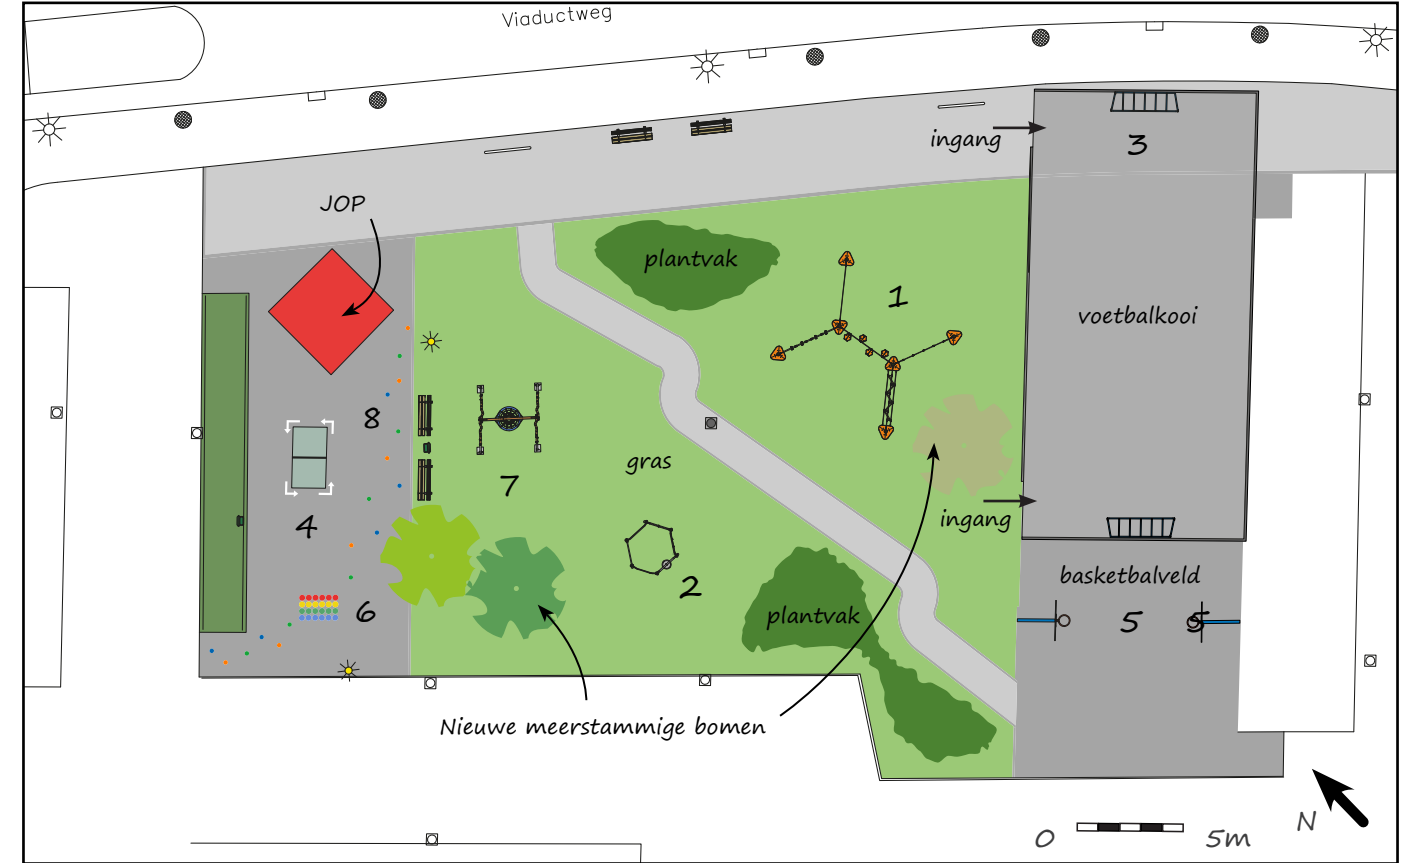 Viaductweg
ingang
3
JOP
plantvak
1
voetbalkooi
8
gras
7
4
ingang
2
basketbalveld
6
plantvak
5
5
Nieuwe meerstammige bomen
0
5m
N